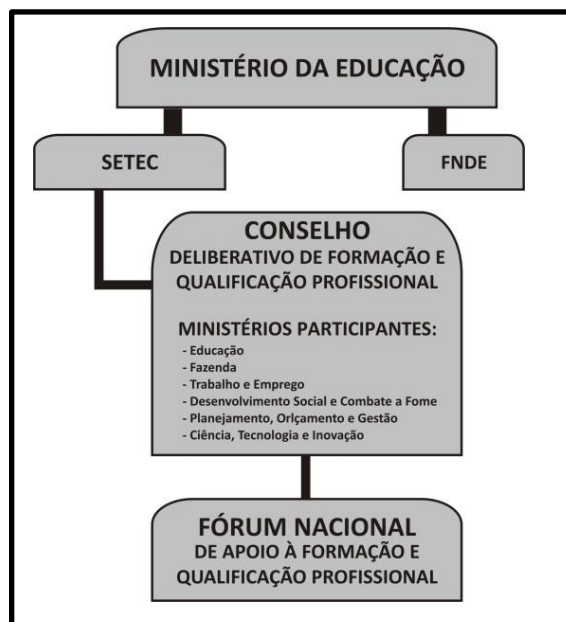 MINISTÉRIO DA EDUCAÇÃO
SETEC
FNDE
CONSELHO
DELIBERATIVO DE FORMAÇÃO E
QUALIFICAÇÃO PROFISSIONAL
MINISTÉRIOS PARTICIPANTES:
- Educação
- Fazenda
- Trabalho e Emprego
- Desenvolvimento Social e Combate a Fome
- Planejamento, Orlçamento e Gestão
- Ciência, Tecnologia e Inovação
FÓRUM NACIONAL
DE APOIO À FORMAÇÃO E
QUALIFICAÇÃO PROFISSIONAL